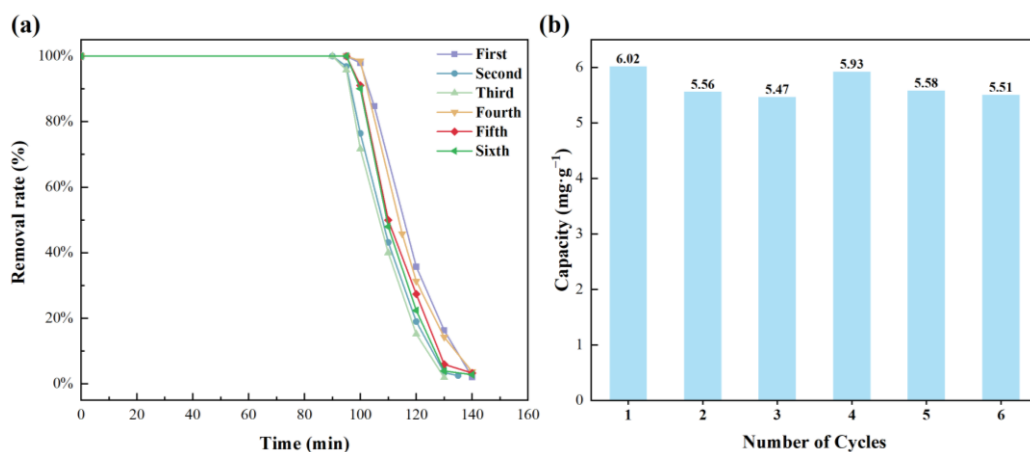 (a)
100%
80%
60%
40%
20%
0%
Removal rate (%)
First
Second
Third
Fourth
Fifth
Sixth
0 20 40 60 80 100 120 140 160
Time (min)
(b)
7
6
5
4
3
2
1
0
Capacity (mg·g⁻¹)
6.02 5.56 5.47 5.93 5.58 5.51
1 2 3 4 5 6
Number of Cycles